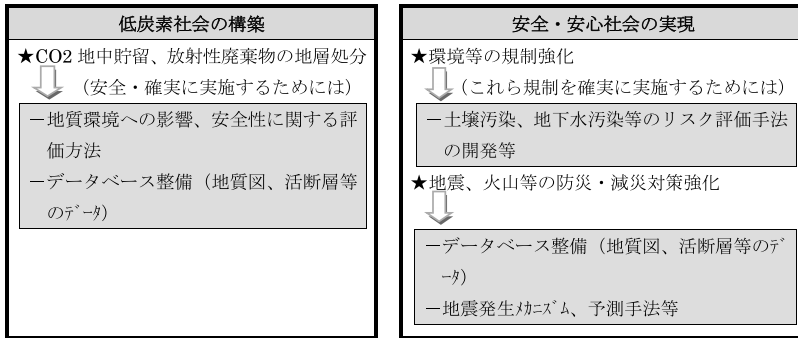 低炭素社会の構築
★CO2 地中貯留、放射性廃棄物の地層処分
（安全・確実に実施するためには）
－地質環境への影響、安全性に関する評
価方法
－データベース整備（地質図、活断層等
のﾃﾞｰﾀ）
安全・安心社会の実現
★環境等の規制強化
（これら規制を確実に実施するためには）
－土壌汚染、地下水汚染等のリスク評価手法
の開発等
★地震、火山等の防災・減災対策強化
－データベース整備（地質図、活断層等のﾃﾞ
ｰﾀ）
－地震発生ﾒｶﾆｽﾞﾑ、予測手法等